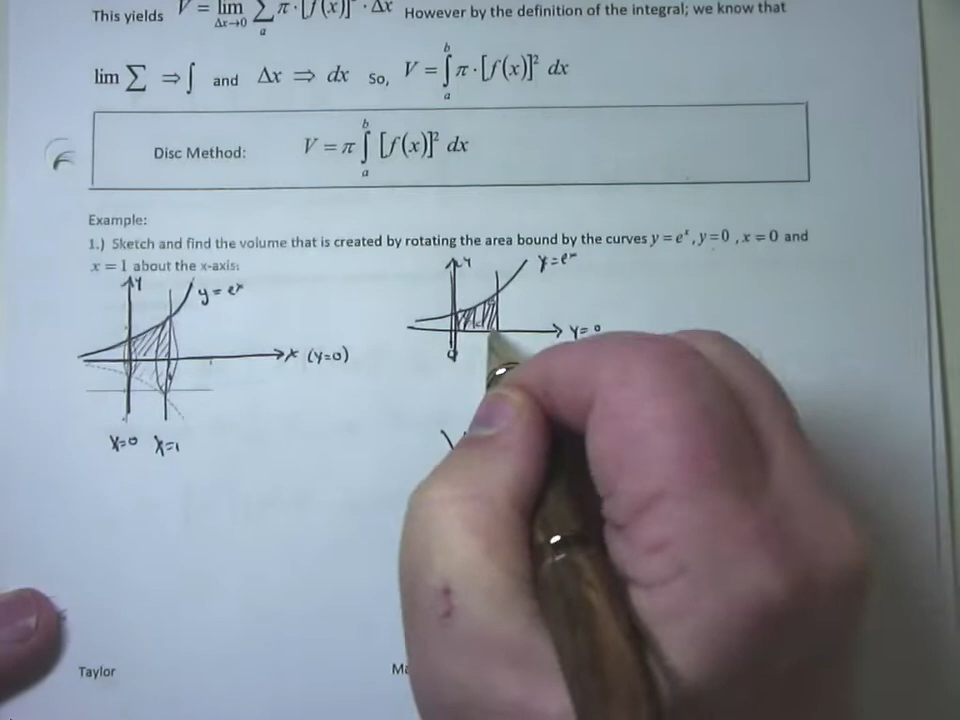 This yields V = lim Δx→0 ∑ a π · [f(x)]² · Δx However by the definition of the integral; we know that
lim ∑ ⇒ ∫ and Δx ⇒ dx So, V = ∫ₐᵇ π · [f(x)]² dx
Disc Method: V = π ∫ₐᵇ [f(x)]² dx
Example:
1.) Sketch and find the volume that is created by rotating the area bound by the curves y = eˣ, y = 0 , x = 0 and
x = 1 about the x-axis.
y y = eˣ
x (y=0)
x=0 x=1
y y=eˣ
y=0
Taylor